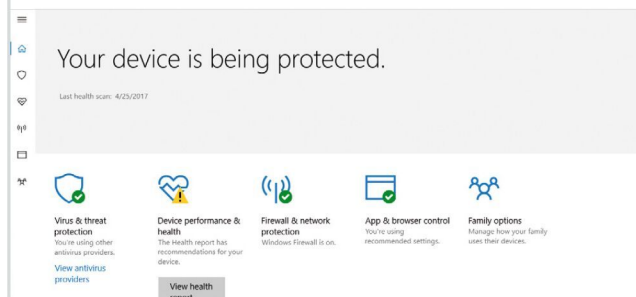 Your device is being protected.
Last health scan: 4/25/2017
Virus & threat
protection
You're using other
antivirus providers.
View antivirus
providers
Device performance &
health
The Health report has
recommendations for your
device.
View health
report
Firewall & network
protection
Windows Firewall is on.
App & browser control
You're using
recommended settings.
Family options
Manage how your family
uses their devices.